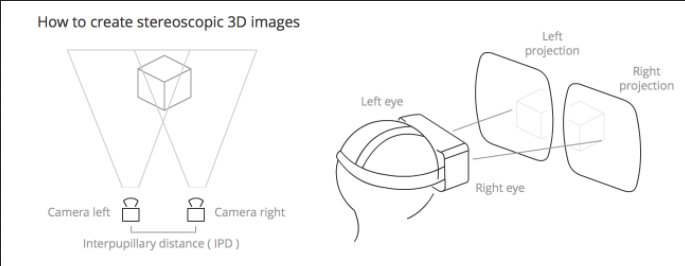 How to create stereoscopic 3D images
Left
projection
Right
projection
Left eye
Right eye
Camera left
Camera right
Interpupillary distance ( IPD )